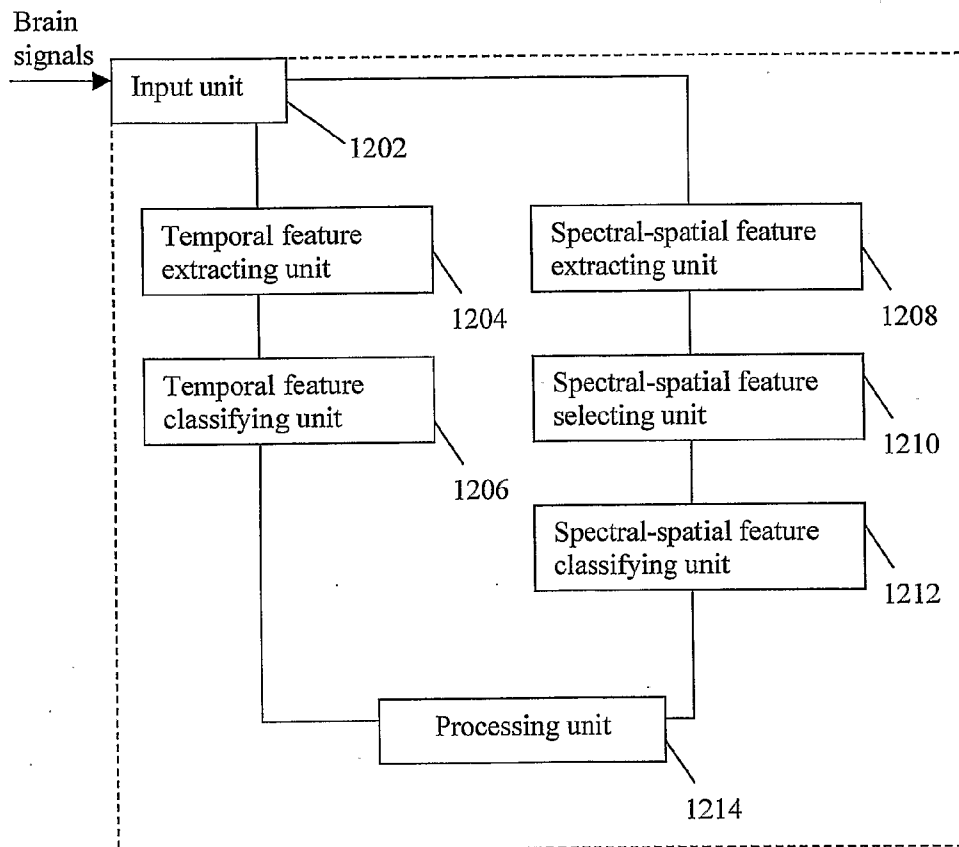 Brain
signals
Input unit
1202
Temporal feature
extracting unit
1204
Spectral-spatial feature
extracting unit
1208
Temporal feature
classifying unit
1206
Spectral-spatial feature
selecting unit
1210
Spectral-spatial feature
classifying unit
1212
Processing unit
1214